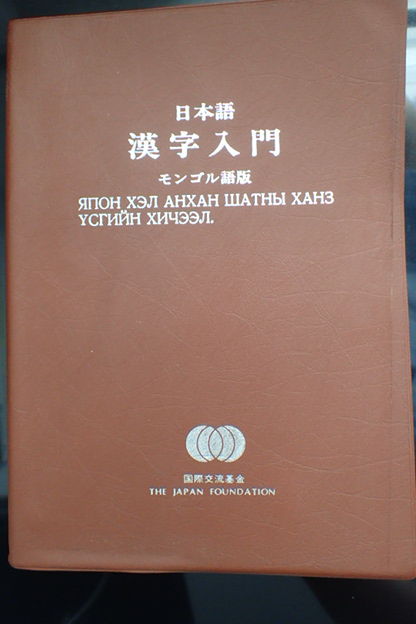 日本語
漢字入門
モンゴル語版
ЯПОН ХЭЛ АНХАН ШАТНЫ ХАНЗ
ҮСГИЙН ХИЧЭЭЛ.
国際交流基金
THE JAPAN FOUNDATION